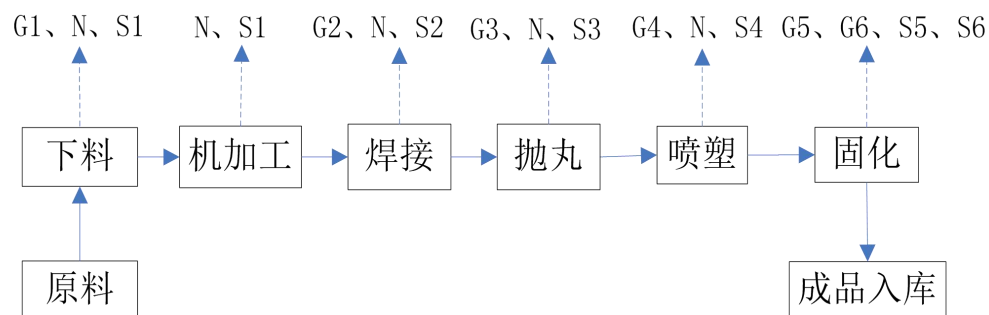 G1、N、S1
N、S1
G2、N、S2
G3、N、S3
G4、N、S4
G5、G6、S5、S6
下料
机加工
焊接
抛丸
喷塑
固化
原料
成品入库